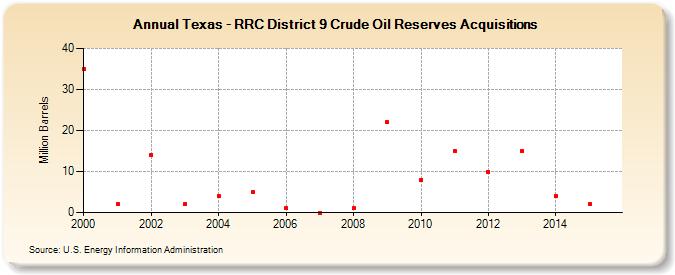 Annual Texas - RRC District 9 Crude Oil Reserves Acquisitions
Million Barrels
40
30
20
10
0
2000 2002 2004 2006 2008 2010 2012 2014
Source: U.S. Energy Information Administration